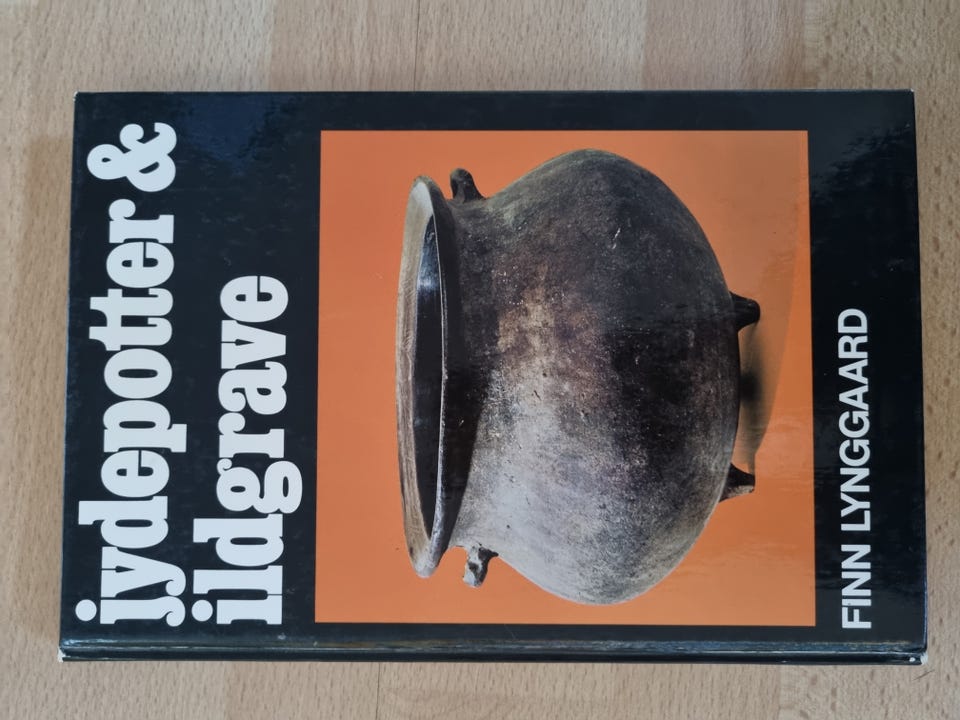 jydepotter &
ildgrave
FINN LYNGGAARD